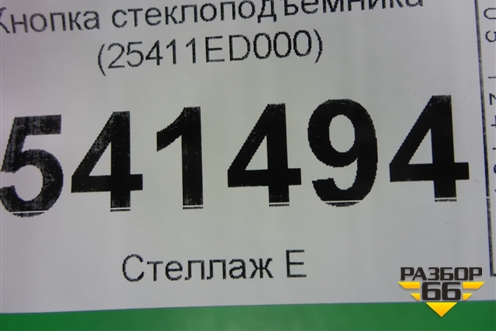 Кнопка стеклоподъемника
(25411ED000)
541494
Стеллаж Е
РАЗБОР
66